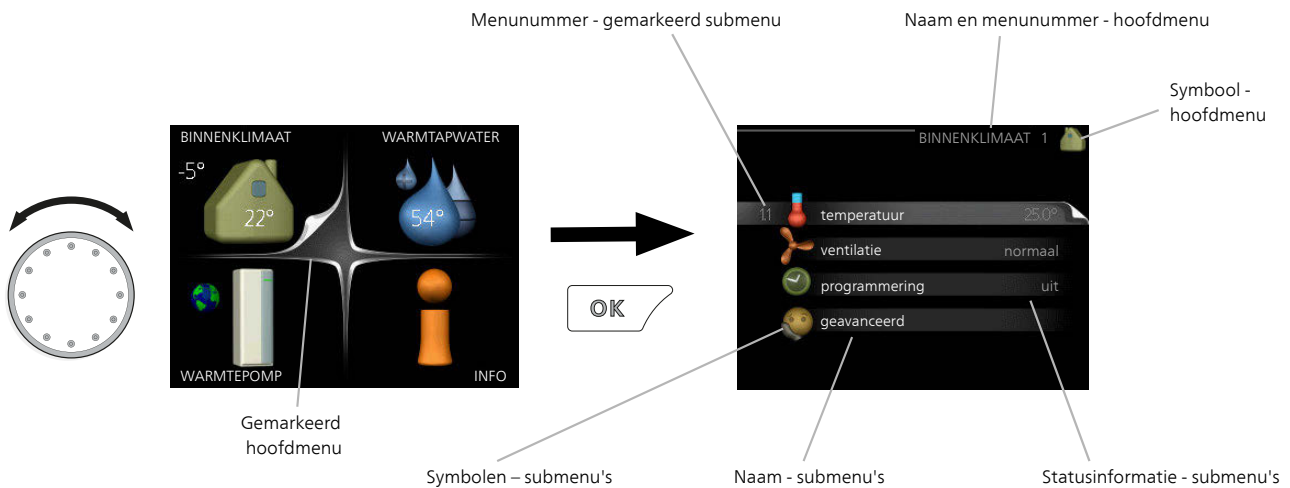 Menunummer - gemarkeerd submenu
Naam en menunummer - hoofdmenu
Symbool -
hoofdmenu
BINNENKLIMAAT
WARMTAPWATER
-5°
22°
54°
WARMTEPOMP
INFO
OK
BINNENKLIMAAT 1
1.1 temperatuur 25.0°
ventilatie normaal
programmering uit
geavanceerd
Gemarkeerd
hoofdmenu
Symbolen – submenu's
Naam - submenu's
Statusinformatie - submenu's